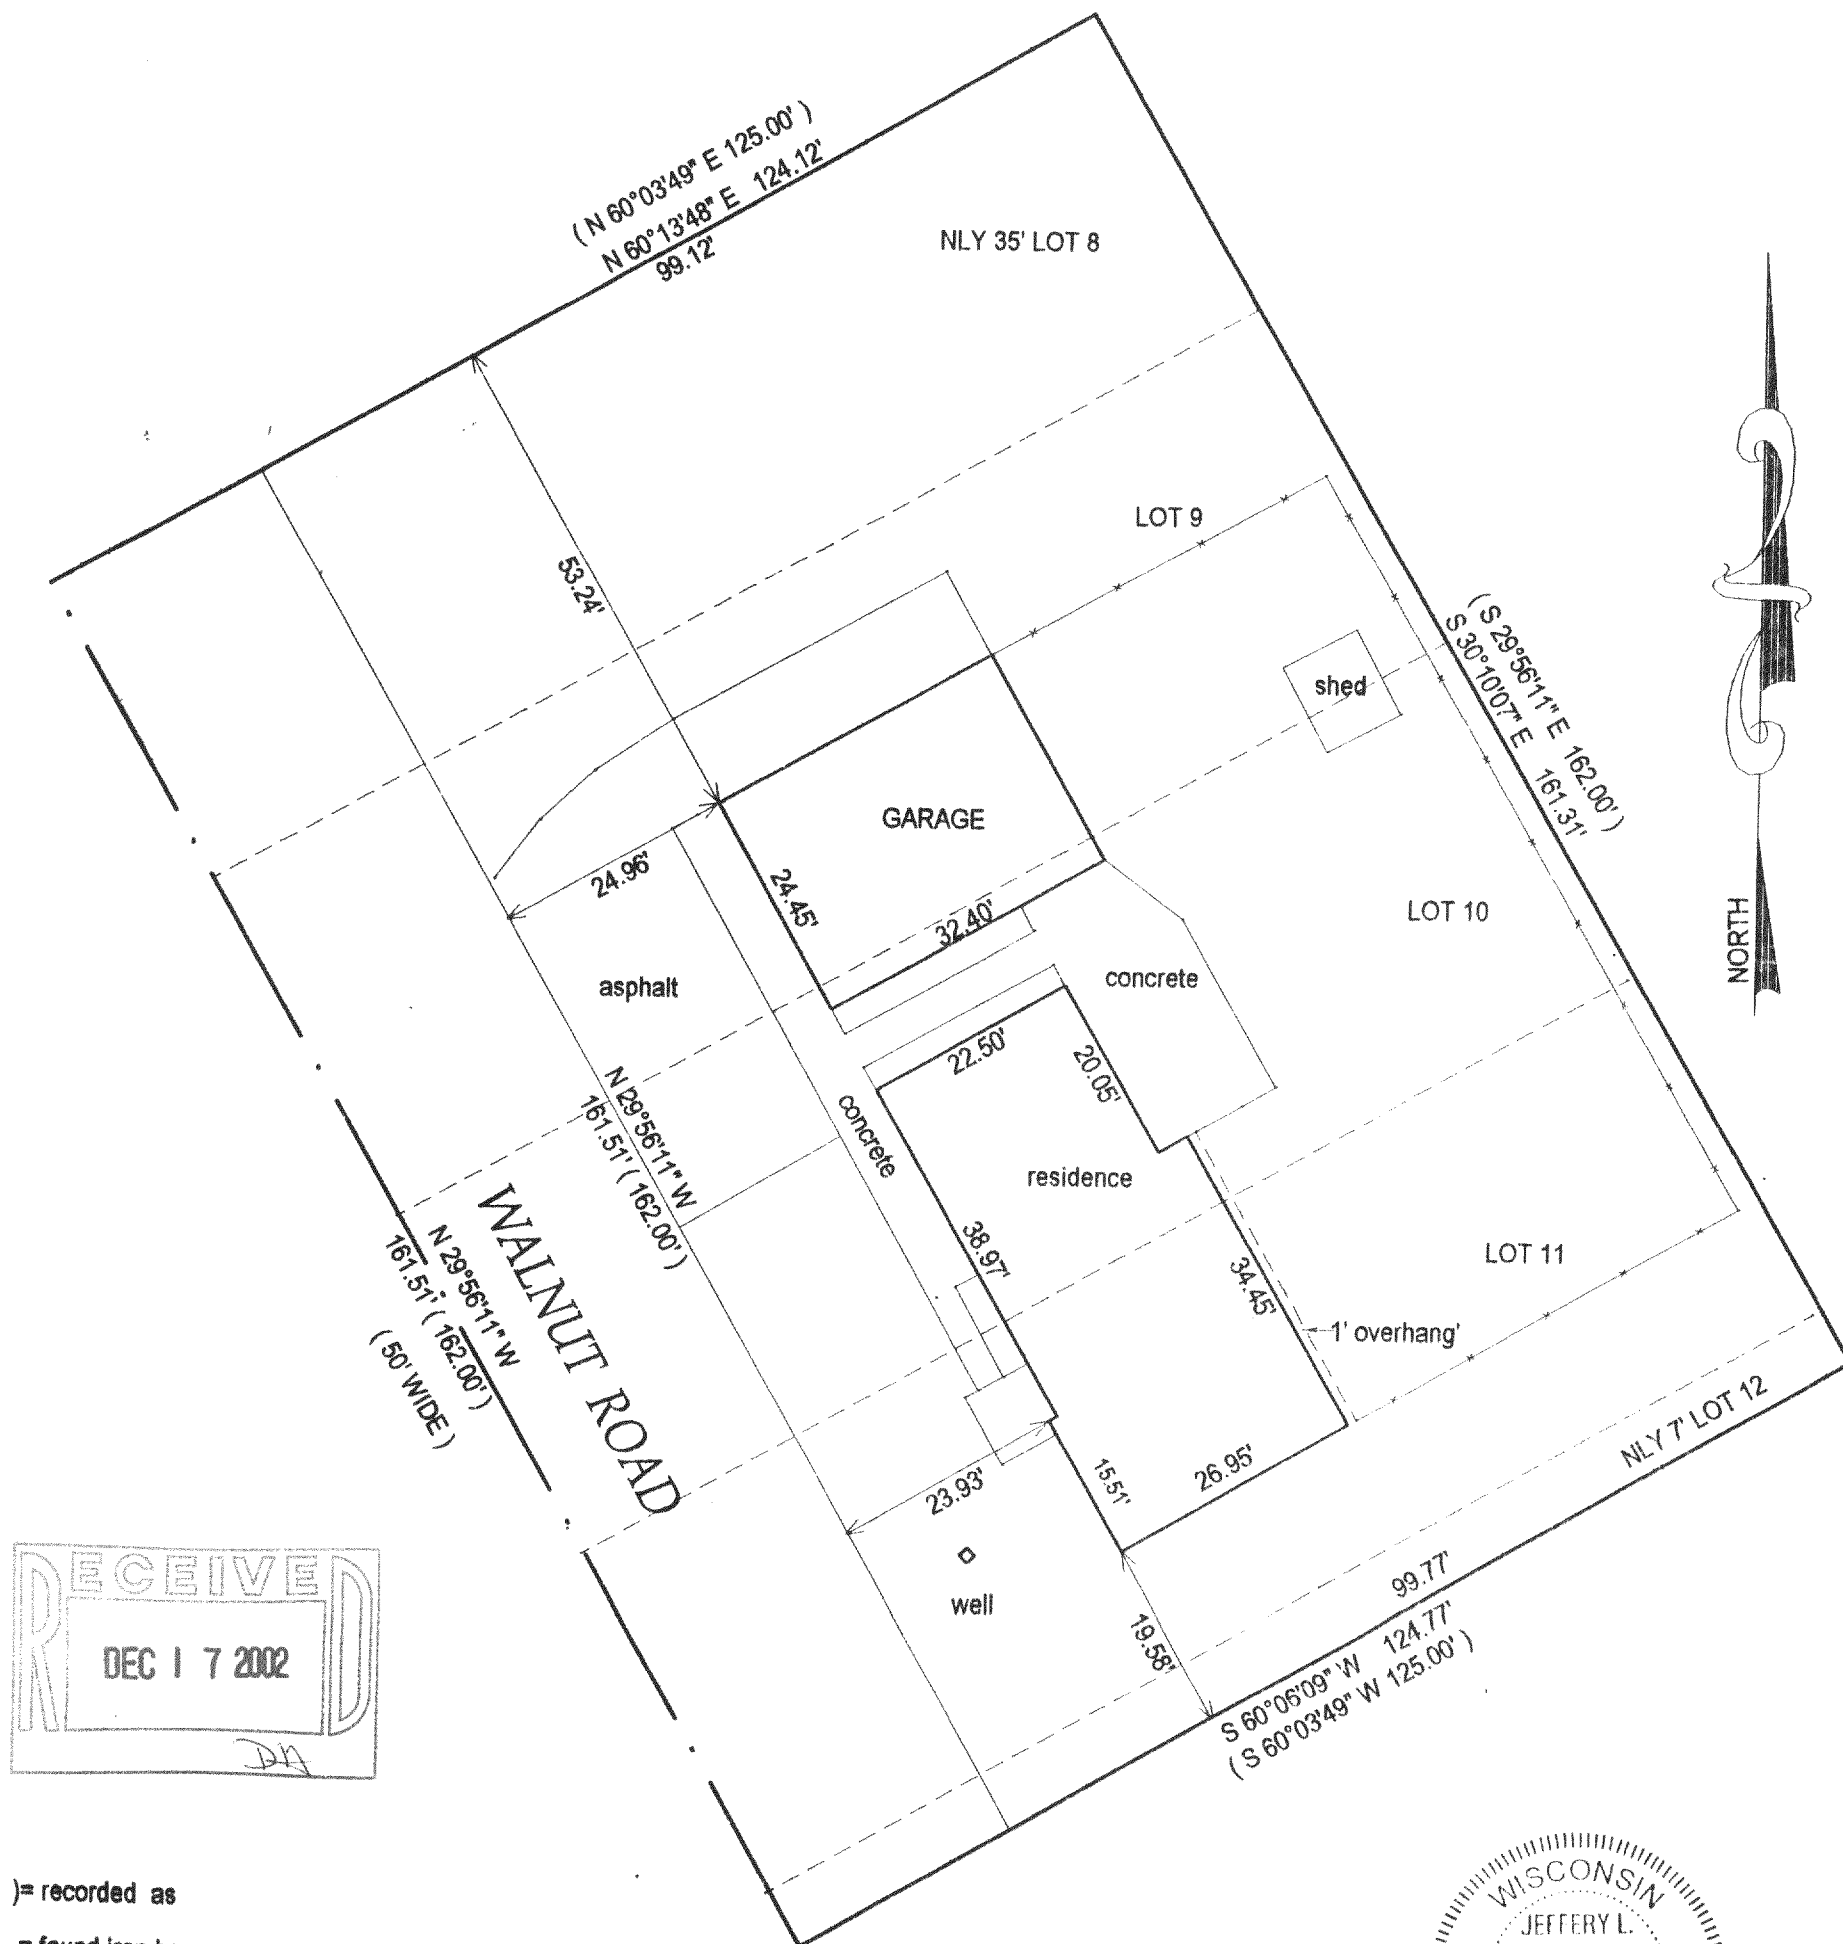 ( N 60°03'49" E 125.00' )
N 60°13'48" E 124.12'
99.12'
NLY 35' LOT 8
LOT 9
53.24'
shed
( S 29°56'11" E 162.00' )
S 30°10'07" E 161.31'
GARAGE
24.96'
24.45'
32.40'
LOT 10
NORTH
asphalt
concrete
22.50'
20.05'
concrete
N 29°56'11" W
161.51' ( 162.00' )
residence
WALNUT ROAD
N 29°56'11" W
161.51' ( 162.00' )
( 50' WIDE )
38.97'
34.45'
LOT 11
1' overhang'
NLY 7' LOT 12
23.93'
15.51'
26.95'
well
19.58'
99.77'
S 60°06'09" W 124.77'
( S 60°03'49" W 125.00' )
RECEIVED
DEC 17 2002
)= recorded as
= found iron
WISCONSIN
JEFFERY L.